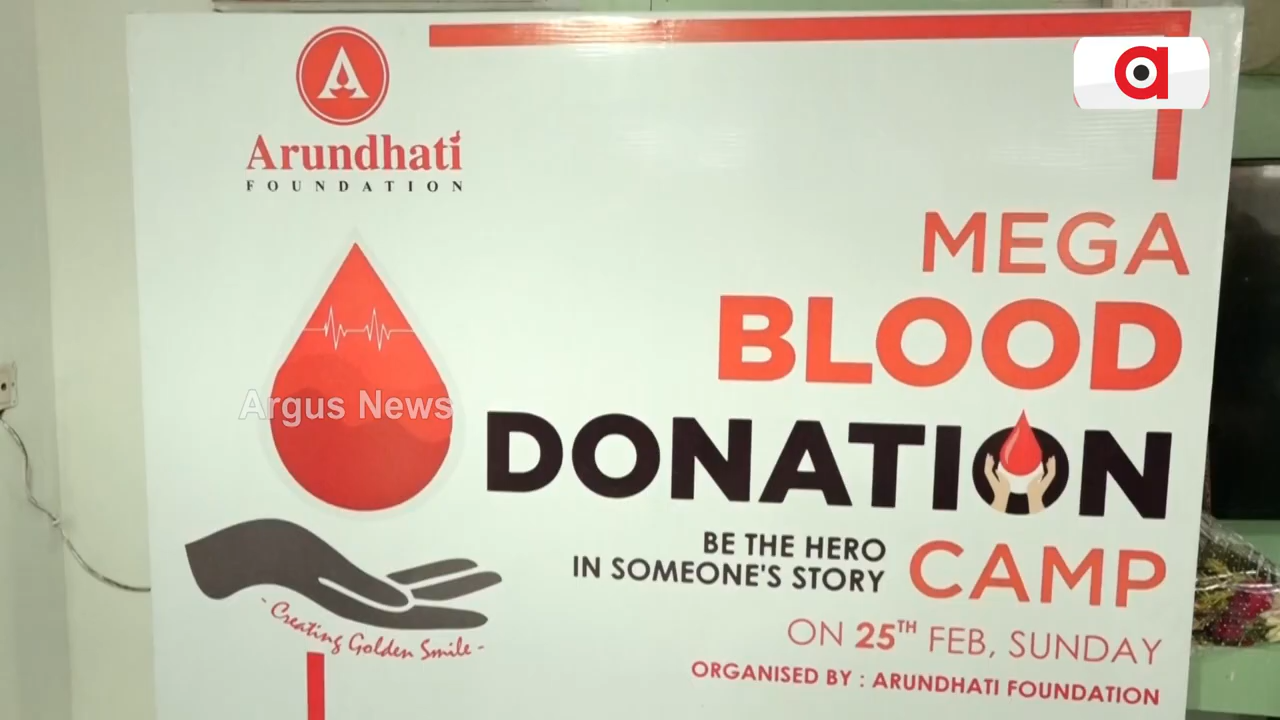 Arundhati
FOUNDATION
MEGA
BLOOD
DONATION
BE THE HERO
IN SOMEONE'S STORY
CAMP
ON 25TH FEB, SUNDAY
ORGANISED BY : ARUNDHATI FOUNDATION
- Creating Golden Smile -
Argus News
a